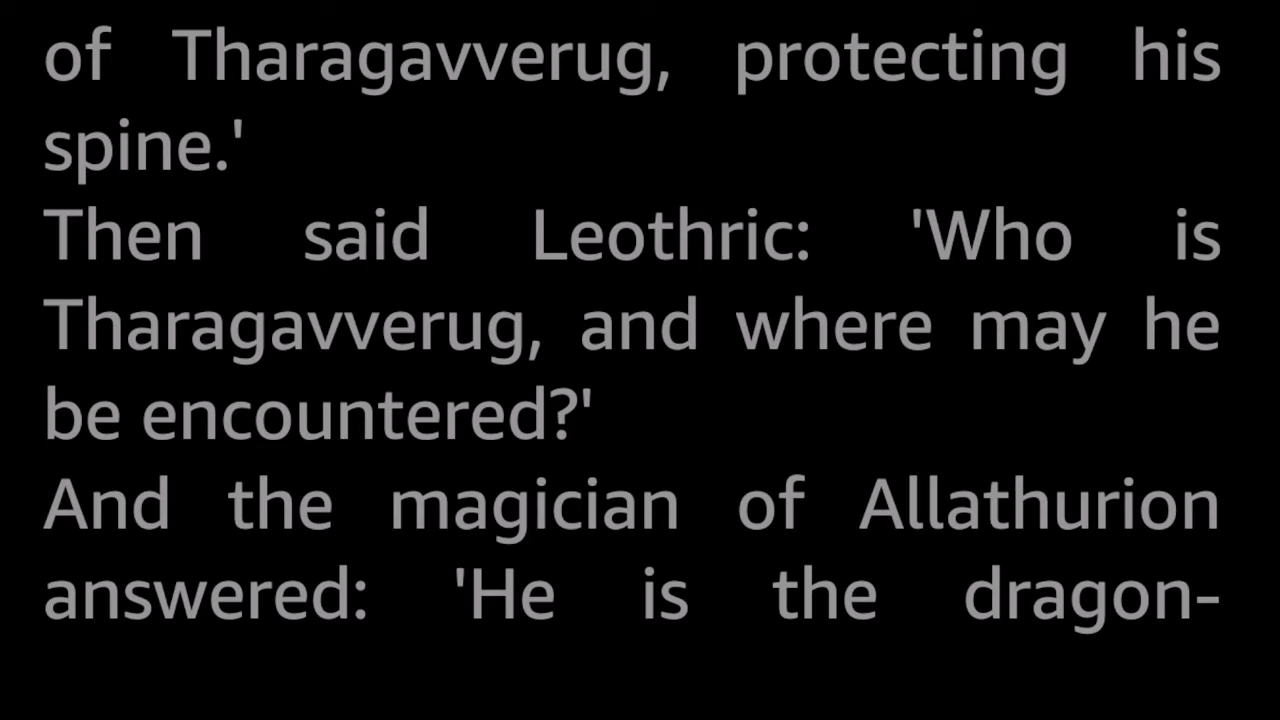 of Tharagavverug, protecting his
spine.'
Then said Leothric: 'Who is
Tharagavverug, and where may he
be encountered?'
And the magician of Allathurion
answered: 'He is the dragon-